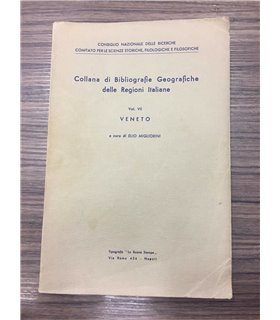 CONSIGLIO NAZIONALE DELLE RICERCHE
COMITATO PER LE SCIENZE STORICHE, FILOLOGICHE E FILOSOFICHE
Collana di Bibliografie Geografiche
delle Regioni Italiane
Vol. VI
VENETO
a cura di ELIO MIGLIORINI
Tipografia "La Buona Stampa"
Via Roma 424 - Napoli